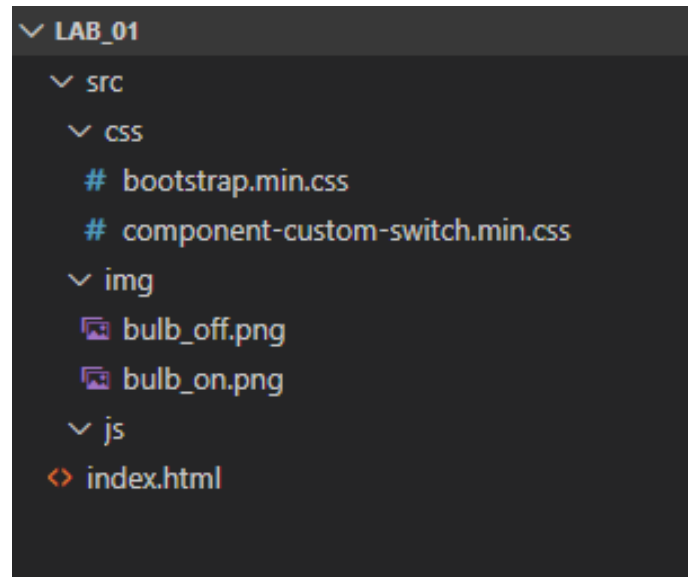 LAB_01
src
css
# bootstrap.min.css
# component-custom-switch.min.css
img
bulb_off.png
bulb_on.png
js
<> index.html